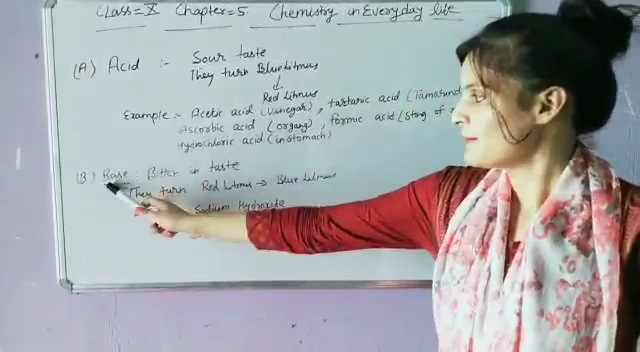 Class = X Chapter = 5. Chemistry in Everyday life
(A) Acid :- Sour taste
They turn Blue litmus
↓
Red litmus
Example :- Acetic acid (vinegar), tartaric acid (Tamarind
Ascorbic acid (organg), formic acid (sting of
Hydrochloric acid (in stomach)
(B) Base : Bitter in taste
They turn Red litmus → Blue litmus
Sodium Hydroxide